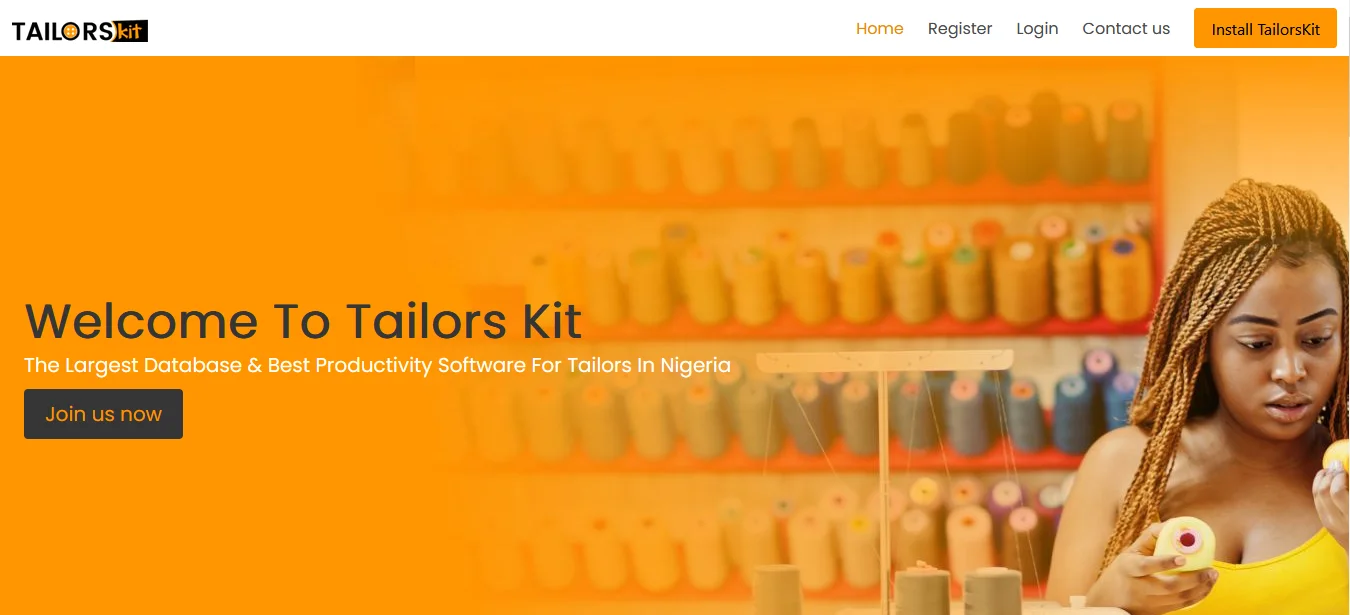 TAILORS kit
Home
Register
Login
Contact us
Install TailorsKit
Welcome To Tailors Kit
The Largest Database & Best Productivity Software For Tailors In Nigeria
Join us now